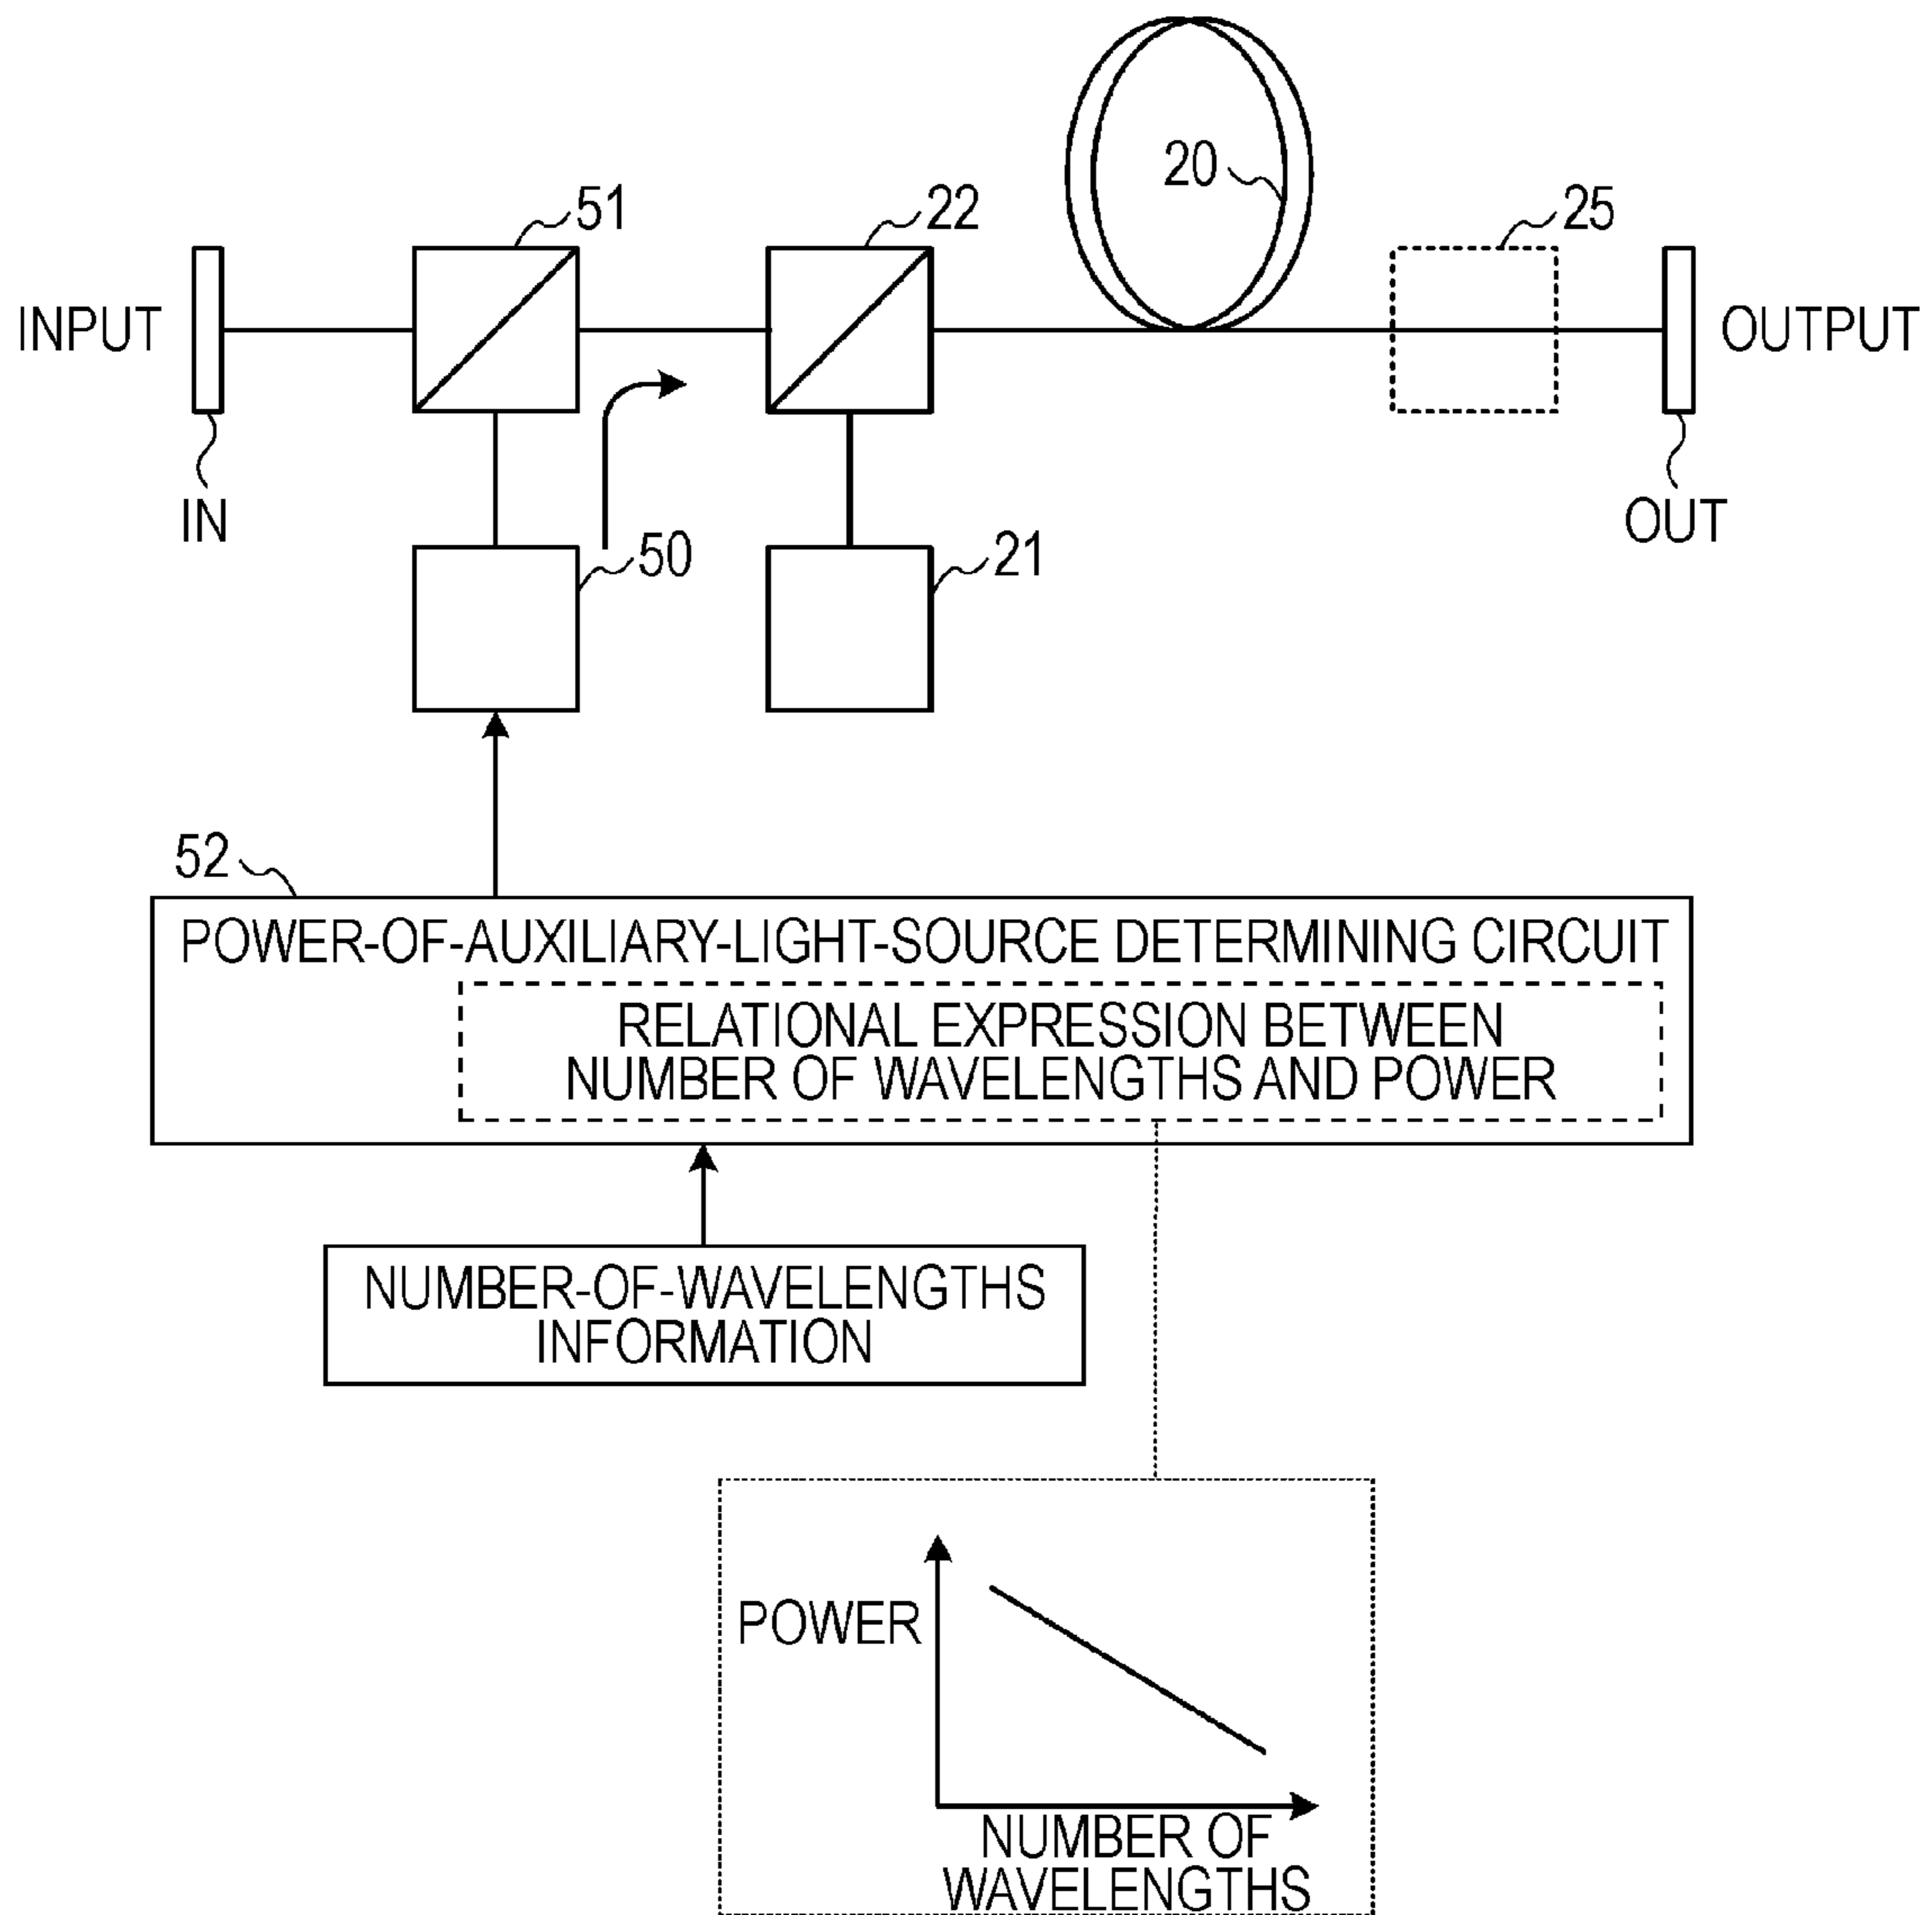 20
51
22
25
INPUT
OUTPUT
IN
OUT
50
21
52
POWER-OF-AUXILIARY-LIGHT-SOURCE DETERMINING CIRCUIT
RELATIONAL EXPRESSION BETWEEN
NUMBER OF WAVELENGTHS AND POWER
NUMBER-OF-WAVELENGTHS
INFORMATION
POWER
NUMBER OF
WAVELENGTHS